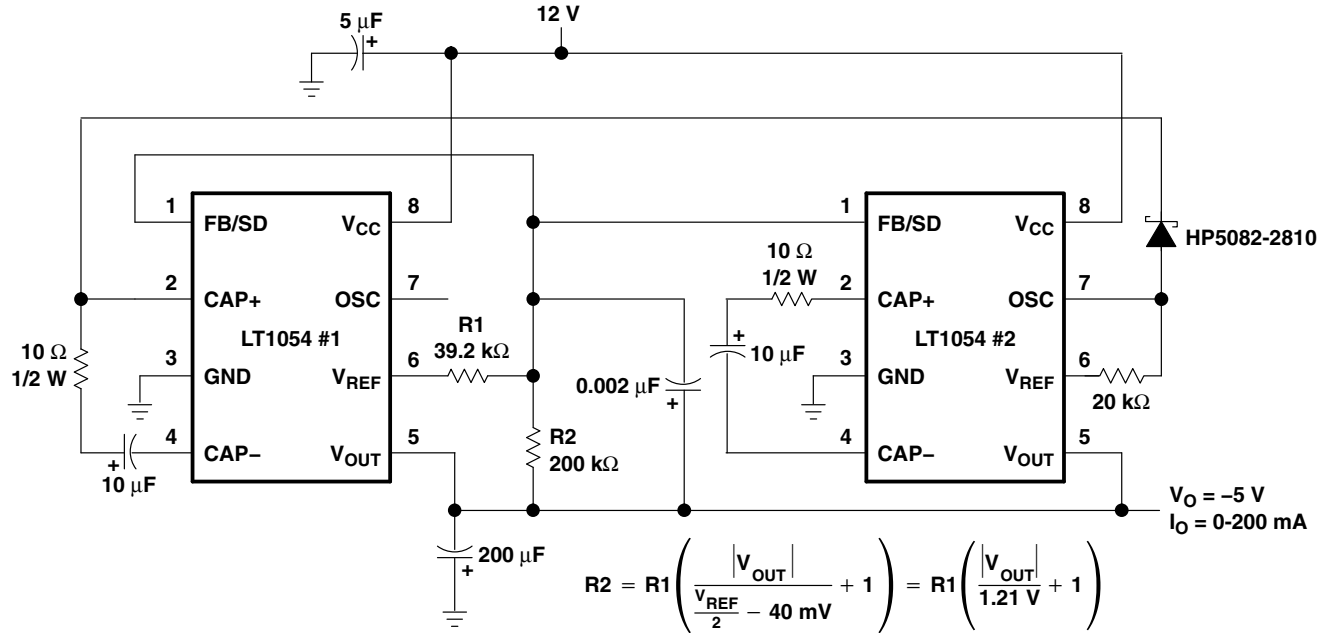 5 μF
+
12 V
1
FB/SD
VCC
8
2
CAP+
OSC
7
LT1054 #1
3
GND
VREF
6
4
CAP−
VOUT
5
10 Ω
1/2 W
+
10 μF
R1
39.2 kΩ
R2
200 kΩ
0.002 μF
+
200 μF
+
10 Ω
1/2 W
+
10 μF
1
FB/SD
VCC
8
2
CAP+
OSC
7
LT1054 #2
3
GND
VREF
6
4
CAP−
VOUT
5
HP5082-2810
20 kΩ
VO = −5 V
IO = 0-200 mA
R2 = R1(|VOUT| / (VREF/2 − 40 mV) + 1) = R1(|VOUT| / 1.21 V + 1)